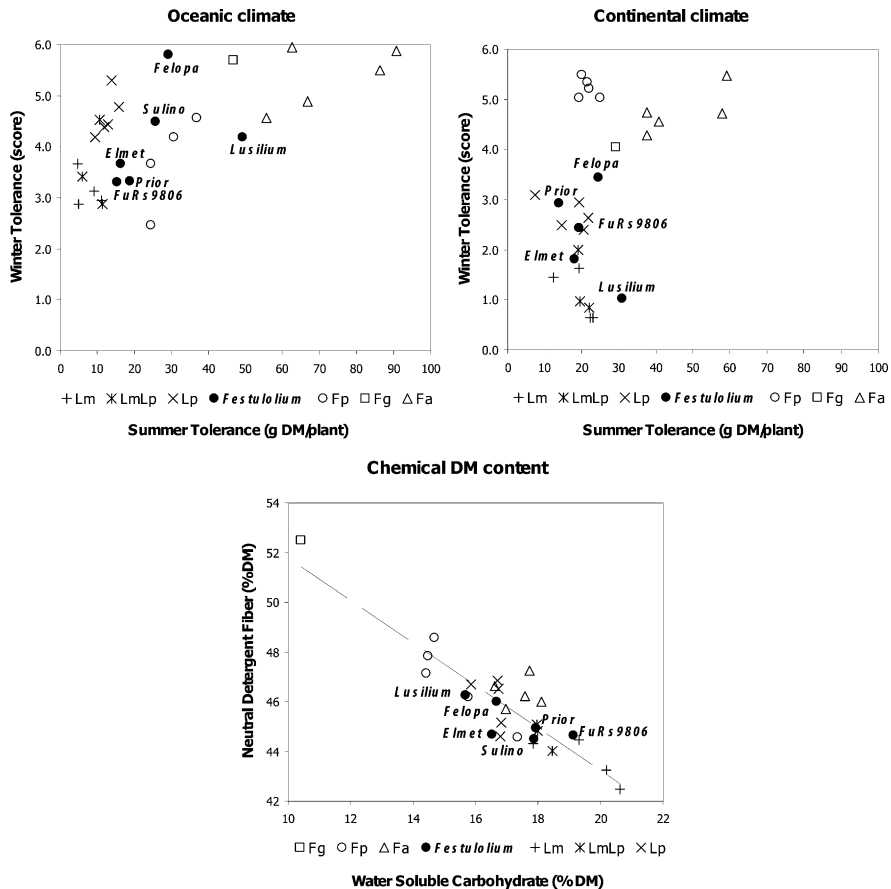 Oceanic climate
Winter Tolerance (score)
6.0
5.0
4.0
3.0
2.0
1.0
0.0
Felopa
Sulino
Lusilium
Elmet
Prior
FuRs9806
0 10 20 30 40 50 60 70 80 90 100
Lm LmLp Lp Festulolium Fp Fg Fa
Summer Tolerance (g DM/plant)
Continental climate
Winter Tolerance (score)
6.0
5.0
4.0
3.0
2.0
1.0
0.0
Felopa
Prior
FuRs9806
Elmet
Lusilium
0 10 20 30 40 50 60 70 80 90 100
Lm LmLp Lp Festulolium Fp Fg Fa
Summer Tolerance (g DM/plant)
Chemical DM content
Neutral Detergent Fiber (%DM)
54
52
50
48
46
44
42
Lusilium
Felopa
Prior
Elmet
FuRs9806
Sulino
10 12 14 16 18 20 22
Fg Fp Fa Festulolium Lm LmLp Lp
Water Soluble Carbohydrate (%DM)